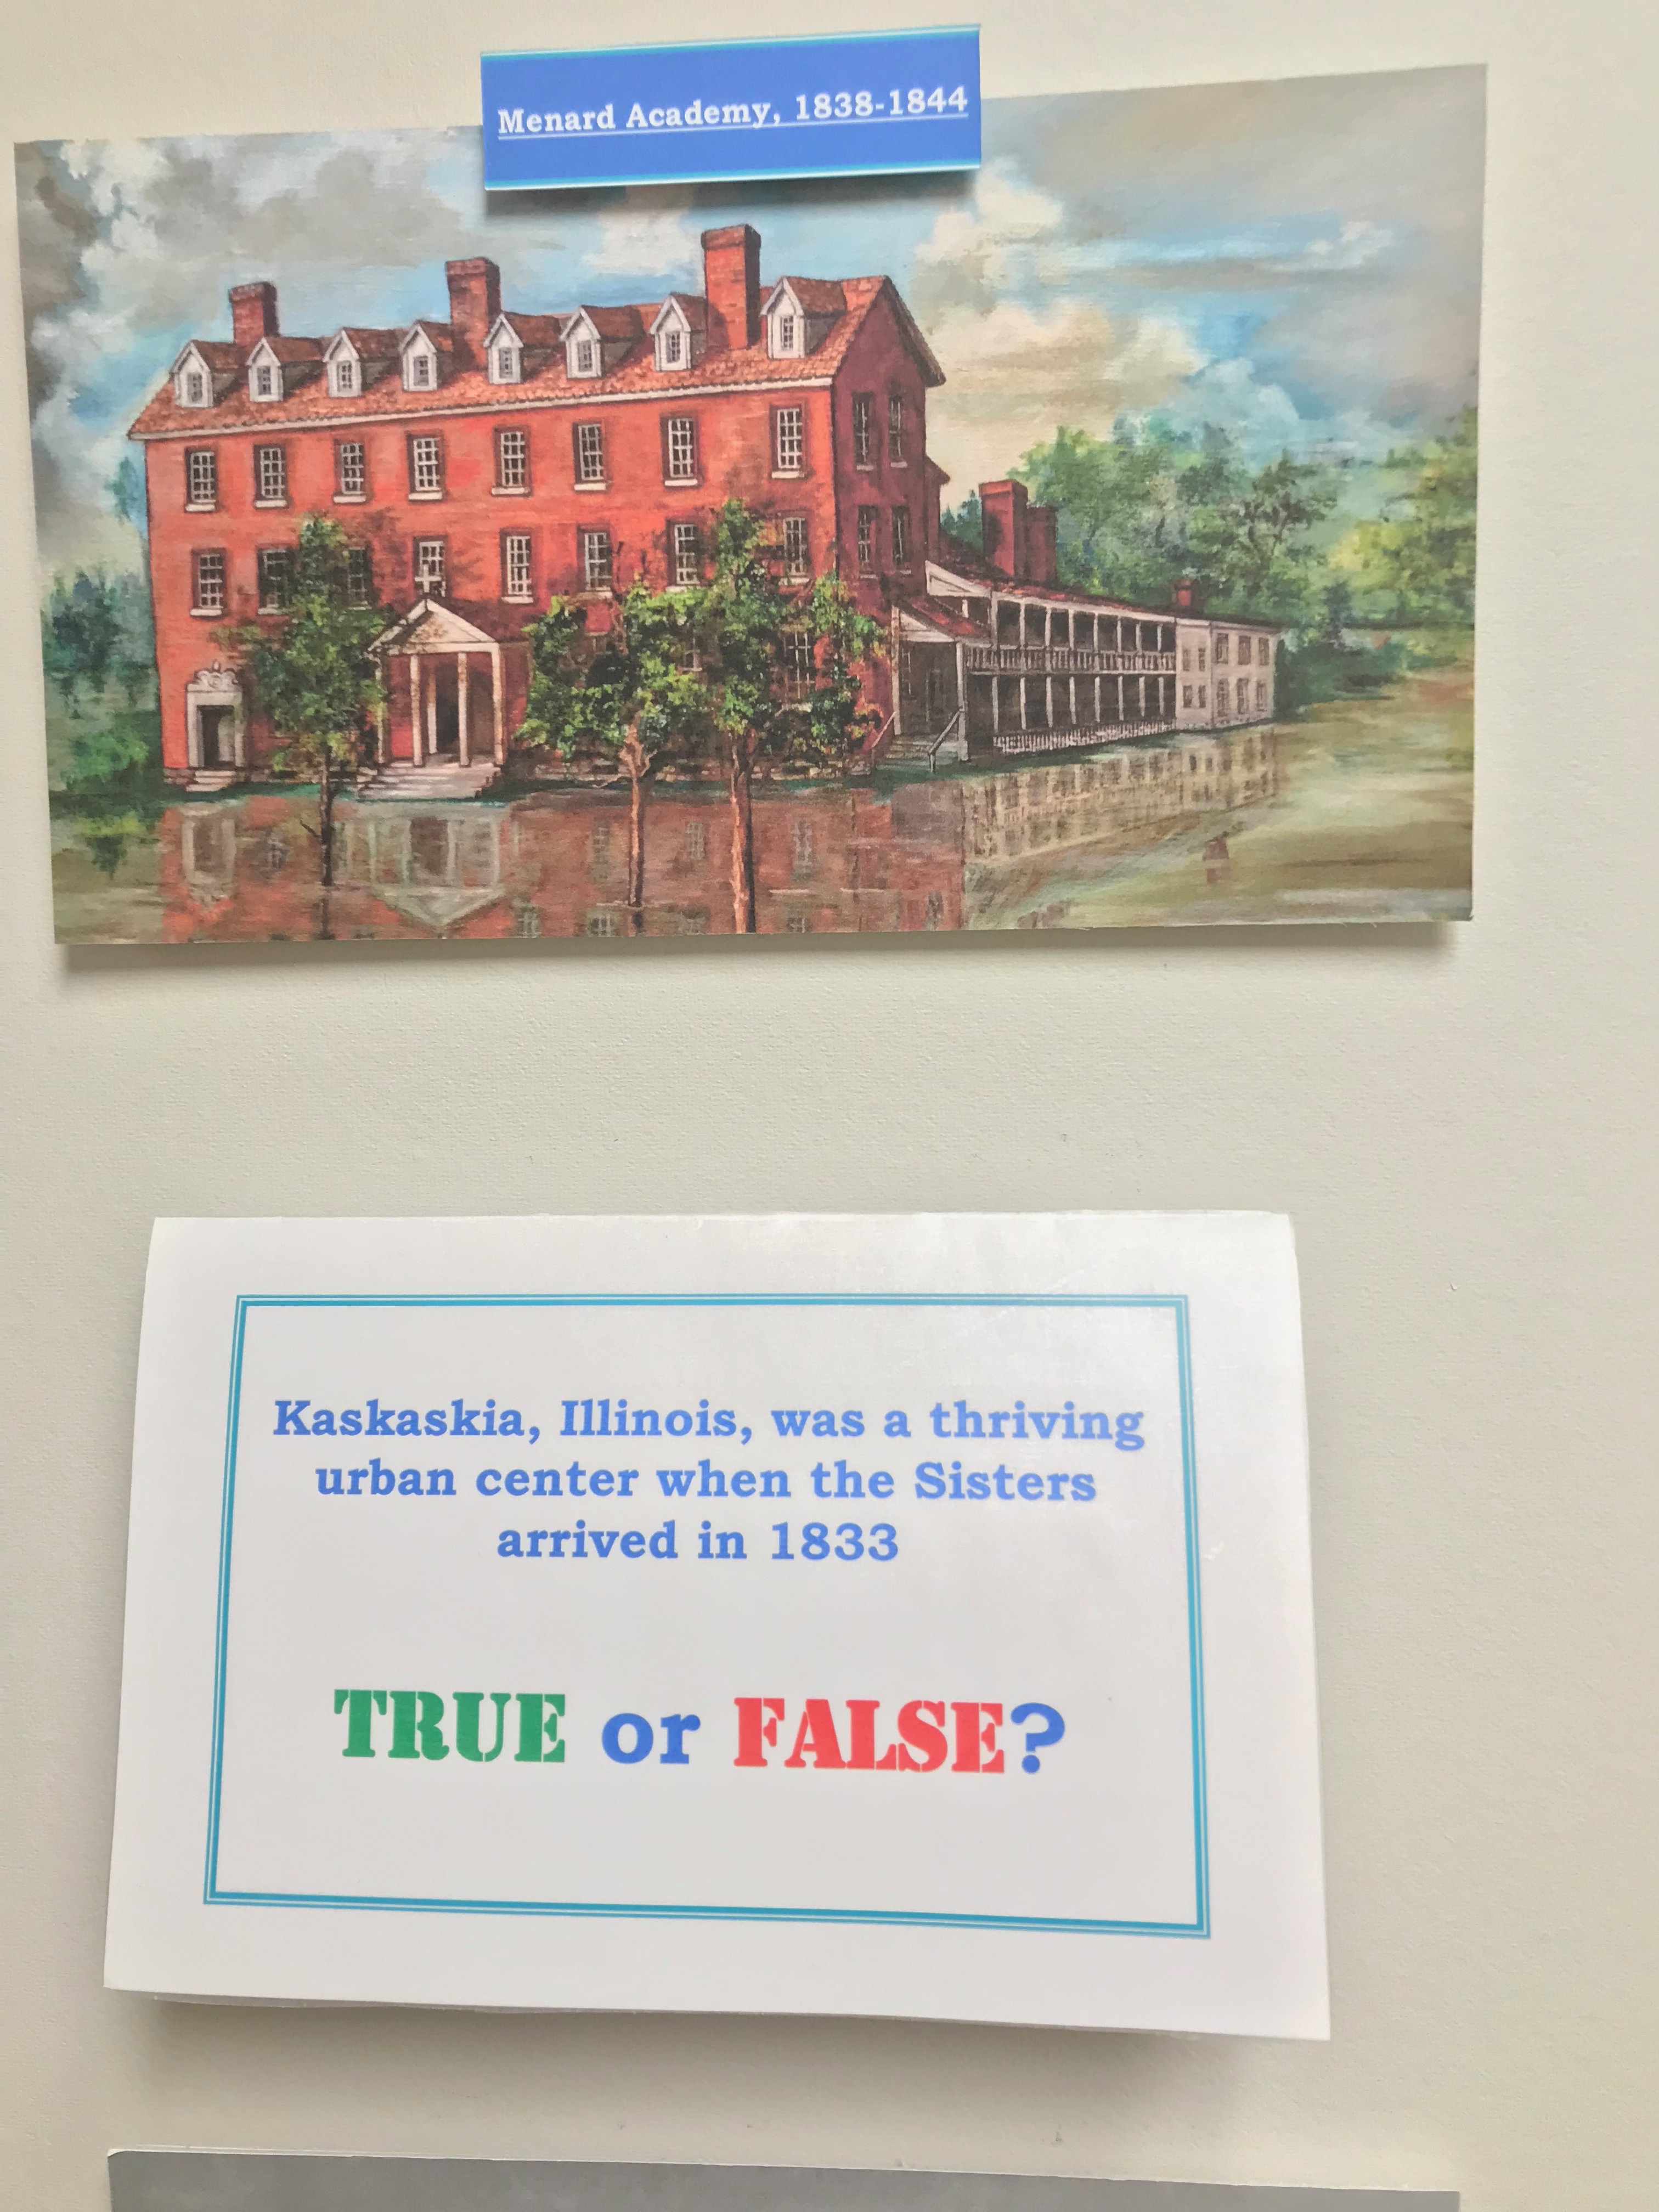 Menard Academy, 1838-1844
Kaskaskia, Illinois, was a thriving
urban center when the Sisters
arrived in 1833
TRUE or FALSE?